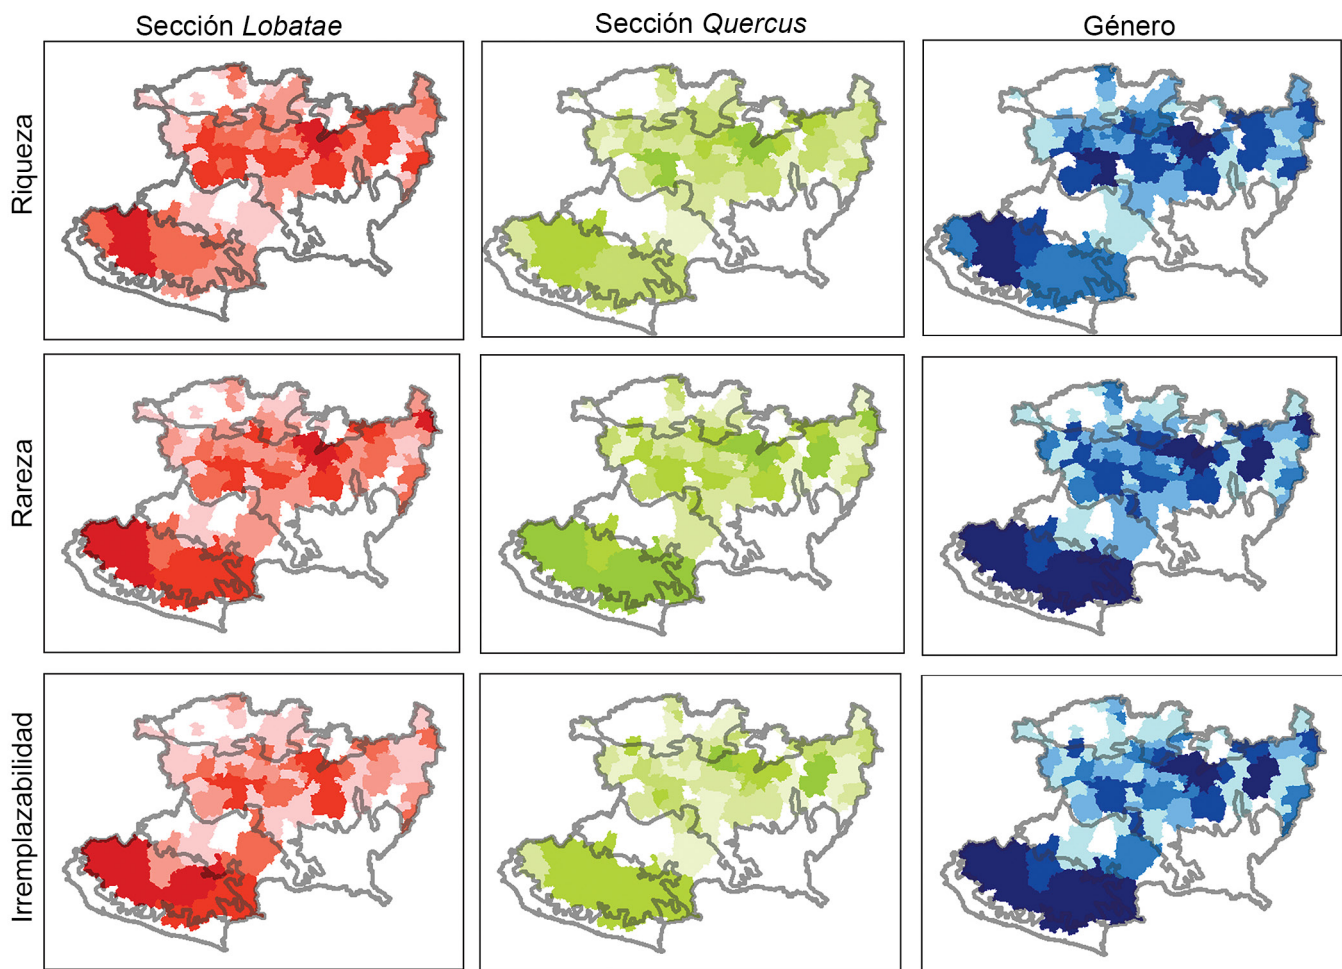 Sección Lobatae
Sección Quercus
Género
Riqueza
Rareza
Irremplazabilidad